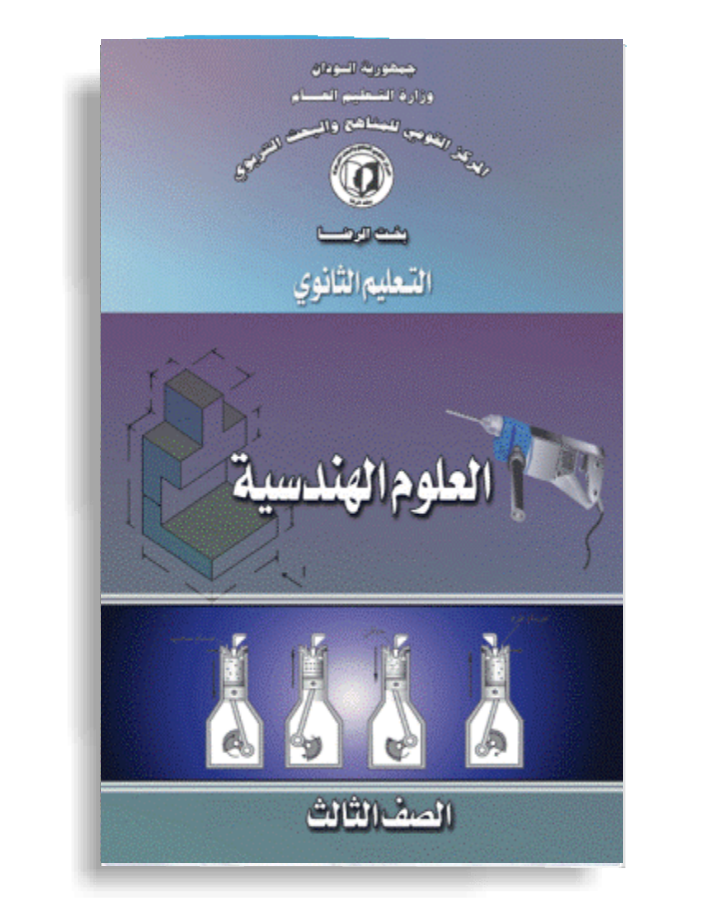 جمهورية السودان
وزارة التعليم العام
المركز القومي للمناهج والبحث التربوي
بخت الرضا
التعليم الثانوي
العلوم الهندسية
الصف الثالث